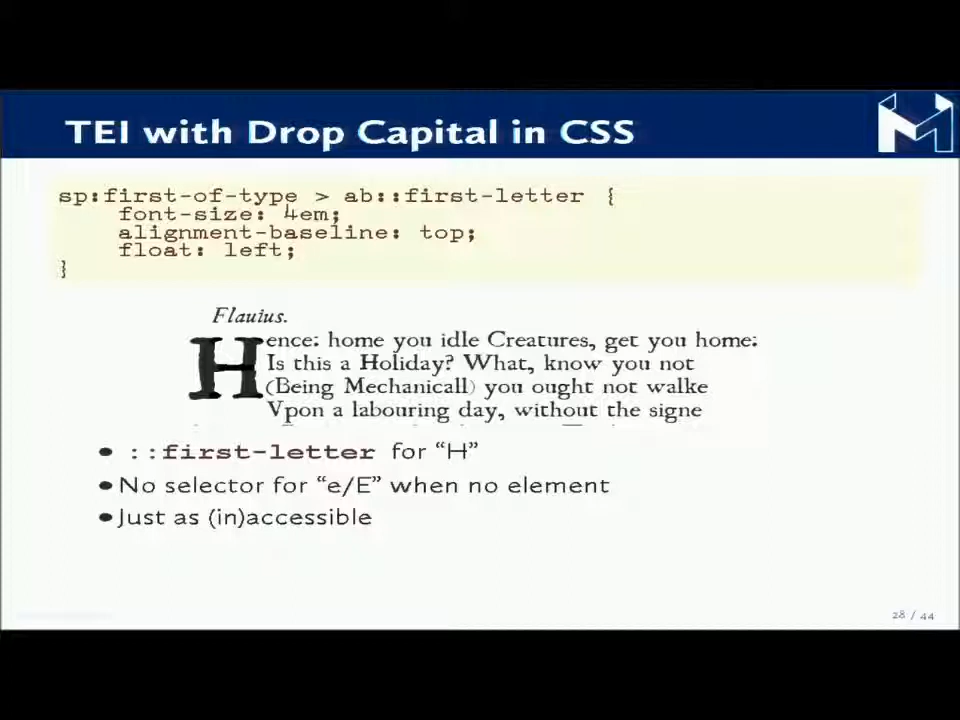 TEI with Drop Capital in CSS
sp:first-of-type > ab::first-letter {
font-size: 4em;
alignment-baseline: top;
float: left;
}
Flauius.
Hence: home you idle Creatures, get you home:
Is this a Holiday? What, know you not
(Being Mechanicall) you ought not walke
Vpon a labouring day, without the signe
• ::first-letter for “H”
• No selector for “e/E” when no element
• Just as (in)accessible
28 / 44